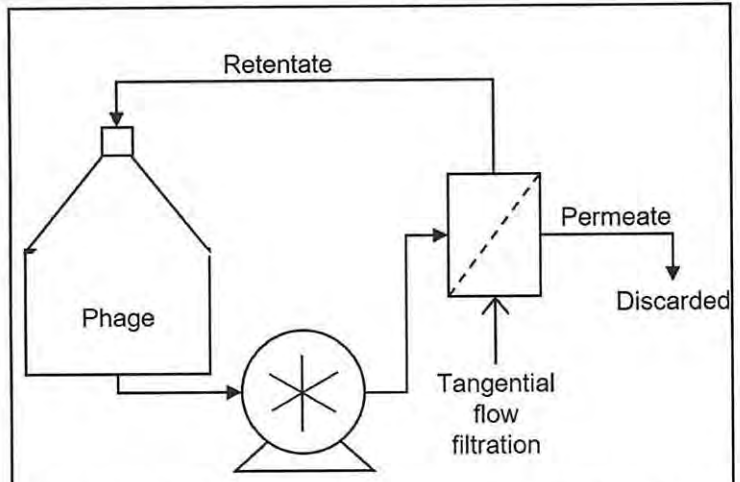 Retentate
Permeate
Discarded
Phage
Tangential
flow
filtration